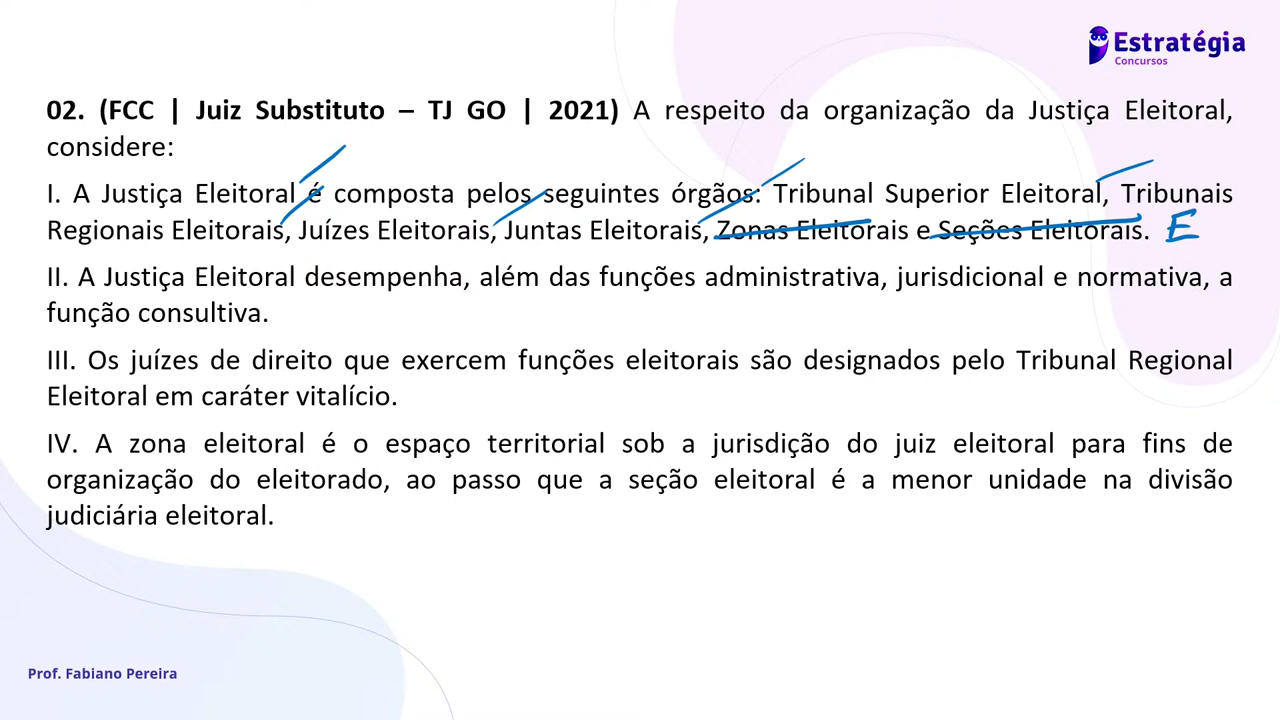 Estratégia
Concursos
02. (FCC | Juiz Substituto – TJ GO | 2021) A respeito da organização da Justiça Eleitoral,
considere:
I. A Justiça Eleitoral é composta pelos seguintes órgãos: Tribunal Superior Eleitoral, Tribunais
Regionais Eleitorais, Juízes Eleitorais, Juntas Eleitorais, Zonas Eleitorais e Seções Eleitorais. E
II. A Justiça Eleitoral desempenha, além das funções administrativa, jurisdicional e normativa, a
função consultiva.
III. Os juízes de direito que exercem funções eleitorais são designados pelo Tribunal Regional
Eleitoral em caráter vitalício.
IV. A zona eleitoral é o espaço territorial sob a jurisdição do juiz eleitoral para fins de
organização do eleitorado, ao passo que a seção eleitoral é a menor unidade na divisão
judiciária eleitoral.
Prof. Fabiano Pereira